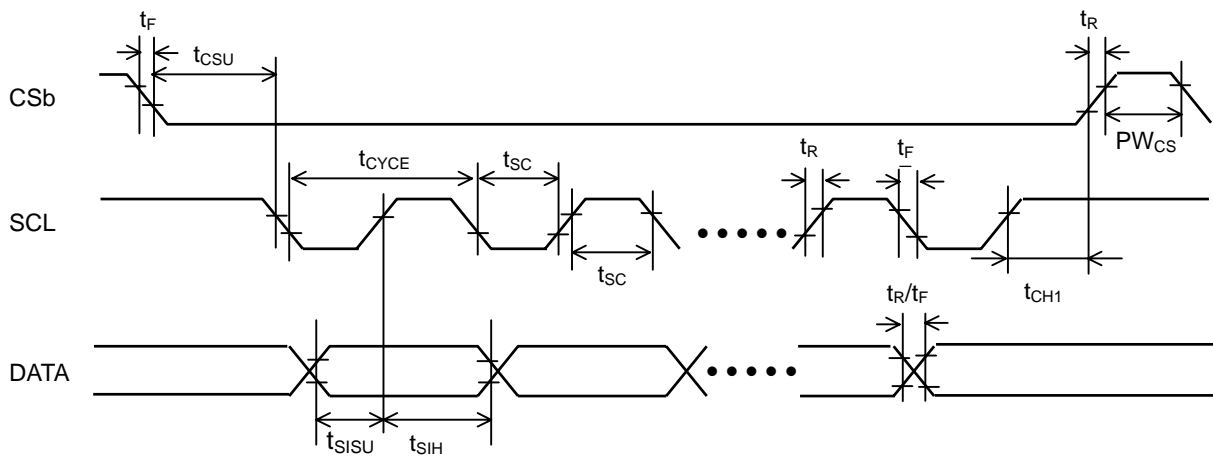 tF
tCSU
tR
CSb
PWCS
tCYCE
tSC
tR
tF
SCL
tSC
tCH1
tR/tF
DATA
tSISU
tSIH